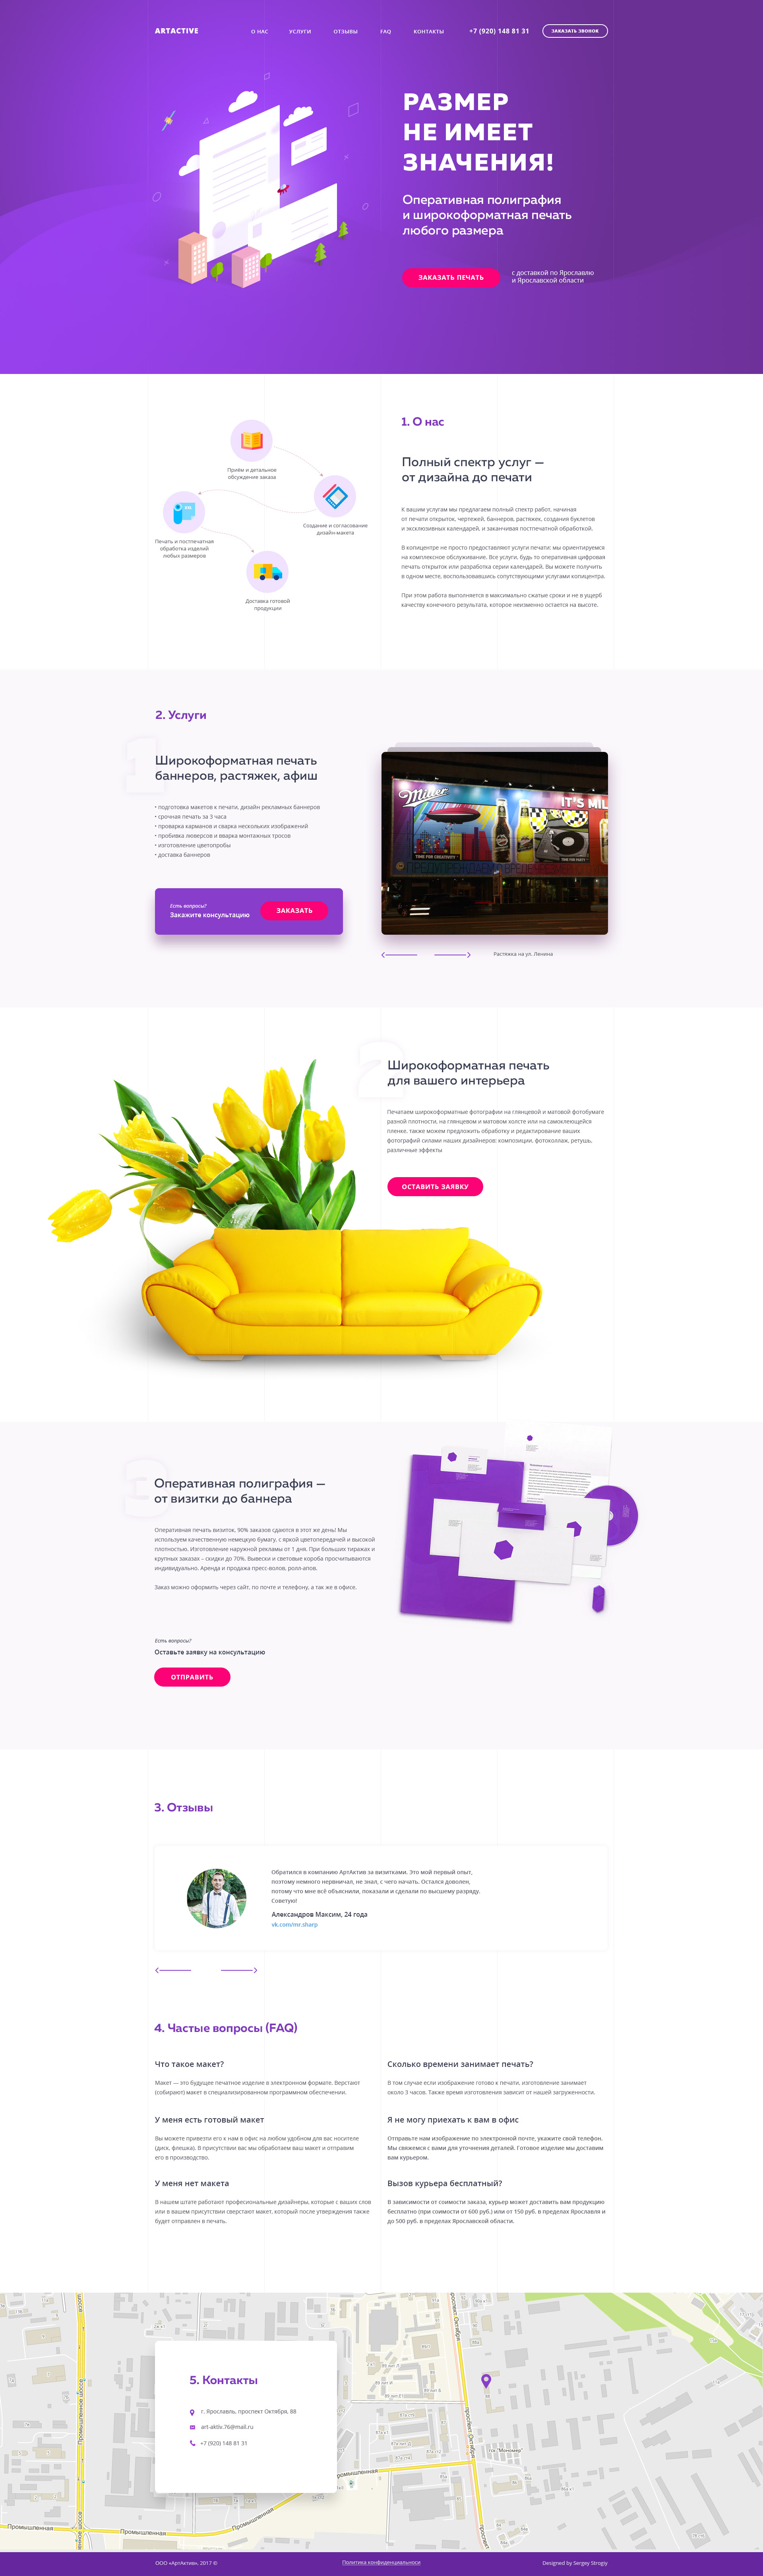 ARTACTIVE
О НАС
УСЛУГИ
ОТЗЫВЫ
FAQ
КОНТАКТЫ
+7 (920) 148 81 31
ЗАКАЗАТЬ ЗВОНОК
РАЗМЕР
НЕ ИМЕЕТ
ЗНАЧЕНИЯ!
Оперативная полиграфия
и широкоформатная печать
любого размера
ЗАКАЗАТЬ ПЕЧАТЬ
с доставкой по Ярославлю
и Ярославской области
1. О нас
Приём и детальное
обсуждение заказа
Создание и согласование
дизайн-макета
Печать и постпечатная
обработка изделий
любых размеров
Доставка готовой
продукции
Полный спектр услуг —
от дизайна до печати
К вашим услугам мы предлагаем полный спектр работ, начиная
от печати открыток, чертежей, баннеров, растяжек, создания буклетов
и эксклюзивных календарей, и заканчивая постпечатной обработкой.
В копицентре не просто предоставляют услуги печати: мы ориентируемся
на комплексное обслуживание. Все услуги, будь то оперативная цифровая
печать открыток или разработка серии календарей, Вы можете получить
в одном месте, воспользовавшись сопутствующими услугами копицентра.
При этом работа выполняется в максимально сжатые сроки и не в ущерб
качеству конечного результата, которое неизменно остается на высоте.
2. Услуги
1
Широкоформатная печать
баннеров, растяжек, афиш
• подготовка макетов к печати, дизайн рекламных баннеров
• срочная печать за 3 часа
• проварка карманов и сварка нескольких изображений
• пробивка люверсов и вварка монтажных тросов
• изготовление цветопробы
• доставка баннеров
Есть вопросы?
Закажите консультацию
ЗАКАЗАТЬ
Miller
IT'S MIL
TIME FOR CREATIVITY
Растяжка на ул. Ленина
2
Широкоформатная печать
для вашего интерьера
Печатаем широкоформатные фотографии на глянцевой и матовой фотобумаге
разной плотности, на глянцевом и матовом холсте или на самоклеющейся
пленке, также можем предложить обработку и редактирование ваших
фотографий силами наших дизайнеров: композиции, фотоколлаж, ретушь,
различные эффекты
ОСТАВИТЬ ЗАЯВКУ
3
Оперативная полиграфия —
от визитки до баннера
Оперативная печать визиток, 90% заказов сдаются в этот же день! Мы
используем качественную немецкую бумагу, с яркой цветопередачей и высокой
плотностью. Изготовление наружной рекламы от 1 дня. При больших тиражах и
крупных заказах – скидки до 70%. Вывески и световые короба просчитываются
индивидуально. Аренда и продажа пресс-волов, ролл-апов.
Заказ можно оформить через сайт, по почте и телефону, а так же в офисе.
Есть вопросы?
Оставьте заявку на консультацию
ОТПРАВИТЬ
3. Отзывы
Обратился в компанию АртАктив за визитками. Это мой первый опыт,
поэтому немного нервничал, не знал, с чего начать. Остался доволен,
потому что мне всё объяснили, показали и сделали по высшему разряду.
Советую!
Александров Максим, 24 года
vk.com/mr.sharp
4. Частые вопросы (FAQ)
Что такое макет?
Макет — это будущее печатное изделие в электронном формате. Верстают
(собирают) макет в специализированном программном обеспечении.
Сколько времени занимает печать?
В том случае если изображение готово к печати, изготовление занимает
около 3 часов. Также время изготовления зависит от нашей загруженности.
У меня есть готовый макет
Вы можете привезти его к нам в офис на любом удобном для вас носителе
(диск, флешка). В присутствии вас мы обработаем ваш макет и отправим
его в производство.
Я не могу приехать к вам в офис
Отправьте нам изображение по электронной почте, укажите свой телефон.
Мы свяжемся с вами для уточнения деталей. Готовое изделие мы доставим
вам курьером.
У меня нет макета
В нашем штате работают профессиональные дизайнеры, которые с ваших слов
или в вашем присутствии сверстают макет, который после утверждения также
будет отправлен в печать.
Вызов курьера бесплатный?
В зависимости от соимости заказа, курьер может доставить вам продукцию
бесплатно (при соимости от 600 руб.) или от 150 руб. в пределах Ярославля и
до 500 руб. в пределах Ярославской области.
5. Контакты
г. Ярославль, проспект Октября, 88
art-aktiv.76@mail.ru
+7 (920) 148 81 31
Промышленное шоссе
проспект Октября
гск."Мономер"
Промышленная
Промышленная
Промышленная
ООО «АртАктив», 2017 ©
Политика конфиденциальноси
Designed by Sergey Strogiy